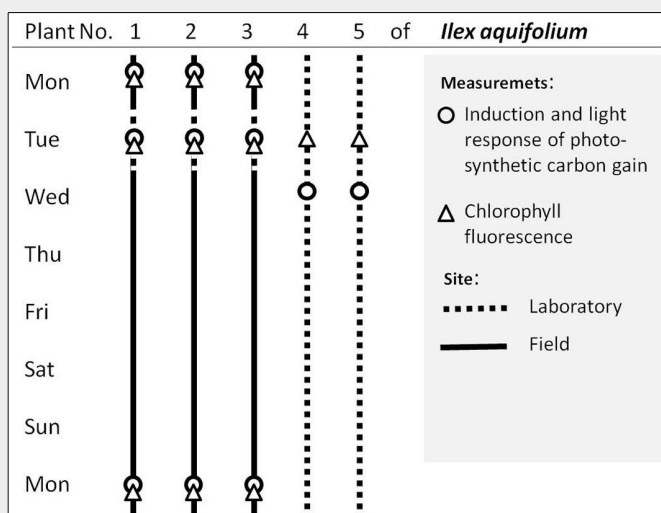 Plant No. 1 2 3 4 5 of Ilex aquifolium
Mon
Tue
Wed
Thu
Fri
Sat
Sun
Mon
Measuremets:
Induction and light
response of photo-
synthetic carbon gain
Chlorophyll
fluorescence
Site:
Laboratory
Field